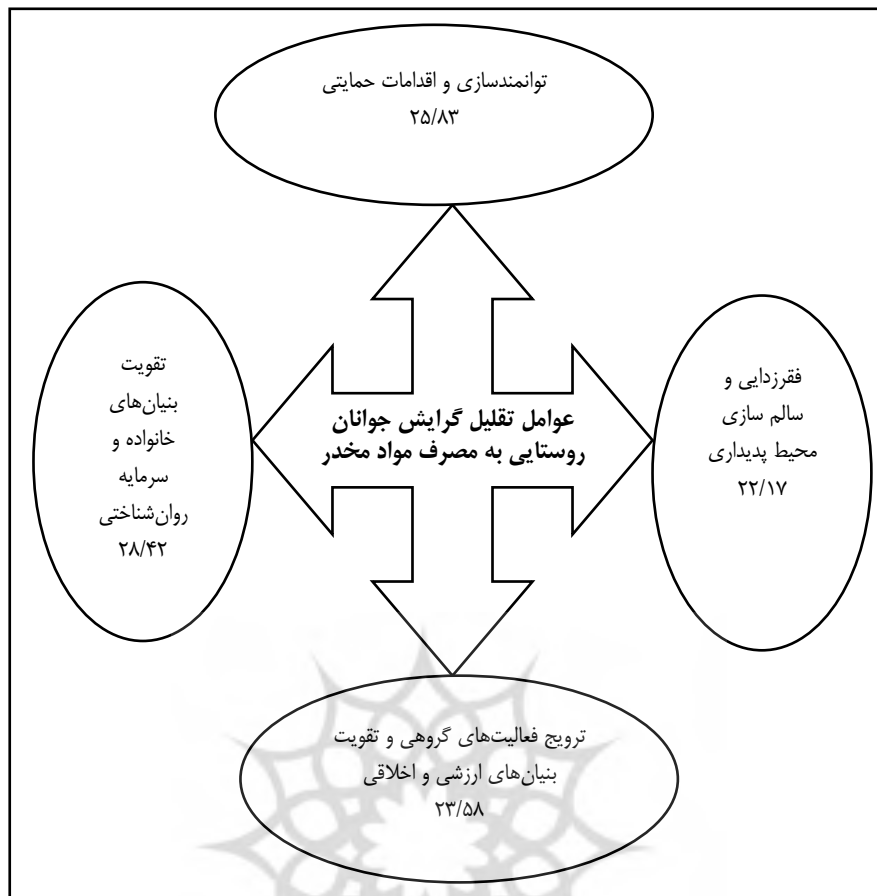 توانمندسازی و اقدامات حمایتی
۲۵/۸۳
فقرزدایی و
سالم سازی
محیط پدیداری
۲۲/۱۷
عوامل تقلیل گرایش جوانان
روستایی به مصرف مواد مخدر
تقویت
بنیان‌های
خانواده و
سرمایه
روان‌شناختی
۲۸/۴۲
ترویج فعالیت‌های گروهی و تقویت
بنیان‌های ارزشی و اخلاقی
۲۳/۵۸